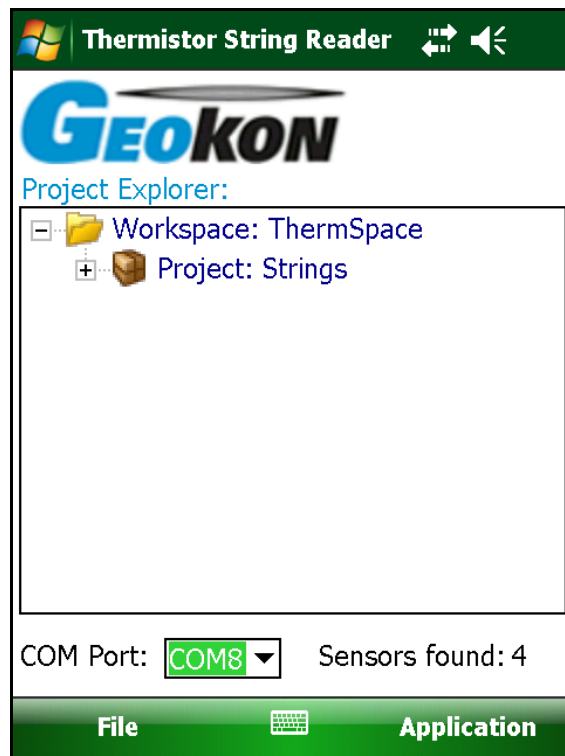 Thermistor String Reader
GEOKON
Project Explorer:
Workspace: ThermSpace
Project: Strings
COM Port: COM8 Sensors found: 4
File Application